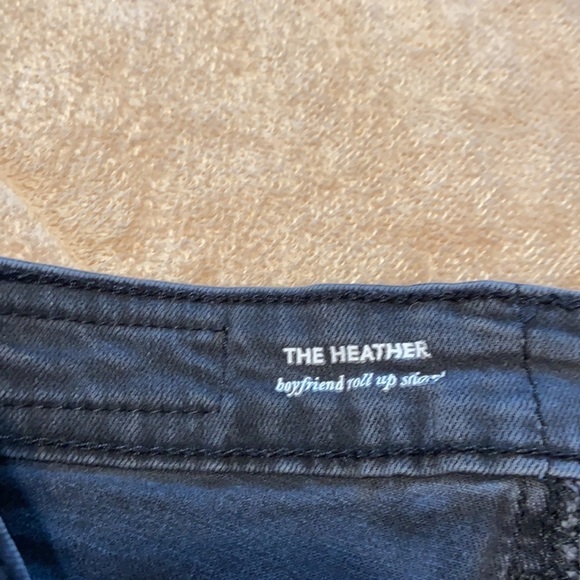 THE HEATHER
boyfriend roll up short